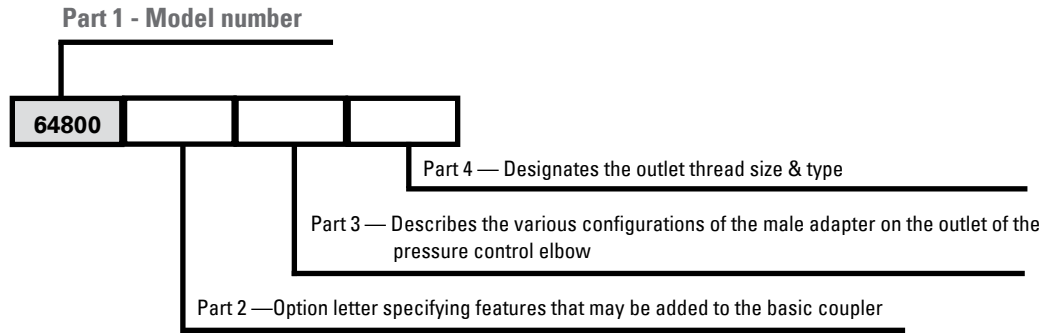 Part 1 - Model number
64800
Part 4 — Designates the outlet thread size & type
Part 3 — Describes the various configurations of the male adapter on the outlet of the
pressure control elbow
Part 2 —Option letter specifying features that may be added to the basic coupler